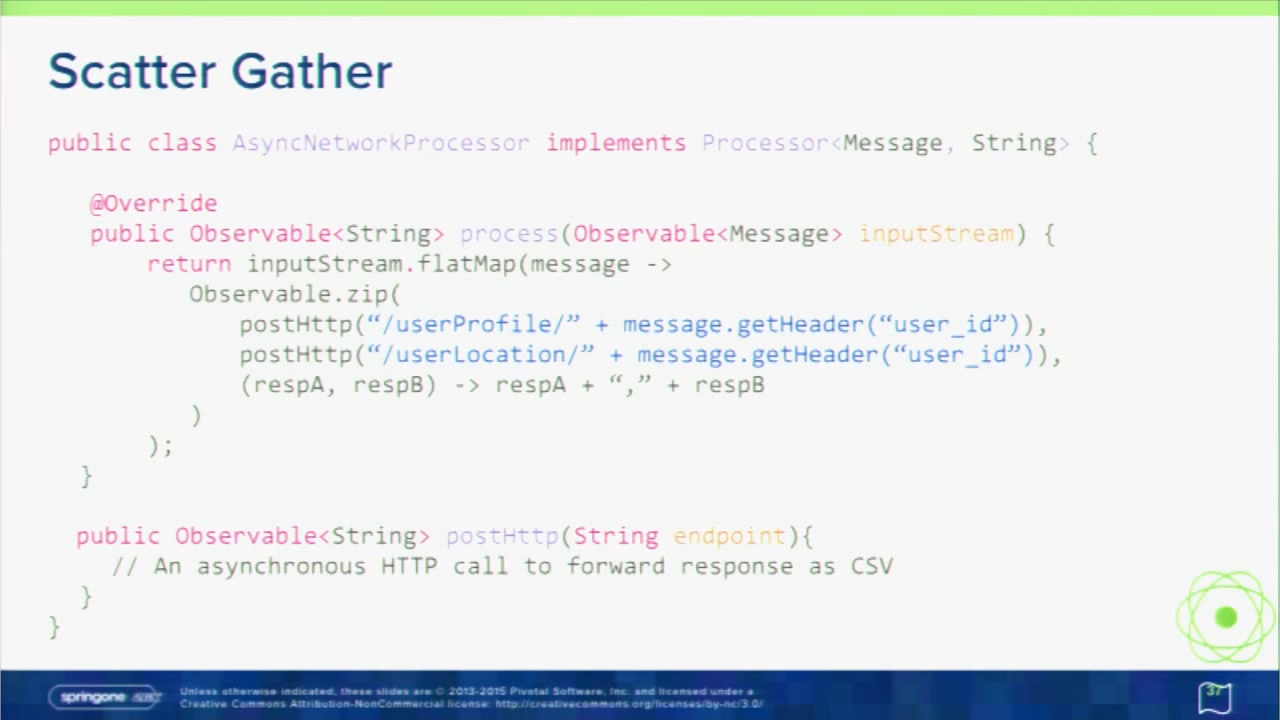 Scatter Gather
public class AsyncNetworkProcessor implements Processor<Message, String> {
@Override
public Observable<String> process(Observable<Message> inputStream) {
return inputStream.flatMap(message ->
Observable.zip(
postHttp(“/userProfile/” + message.getHeader(“user_id”)),
postHttp(“/userLocation/” + message.getHeader(“user_id”)),
(respA, respB) -> respA + “,” + respB
)
);
}
public Observable<String> postHttp(String endpoint){
// An asynchronous HTTP call to forward response as CSV
}
}
springone
Unless otherwise indicated, these slides are © 2013-2015 Pivotal Software, Inc. and licensed under a
Creative Commons Attribution-NonCommercial license: http://creativecommons.org/licenses/by-nc/3.0/
37